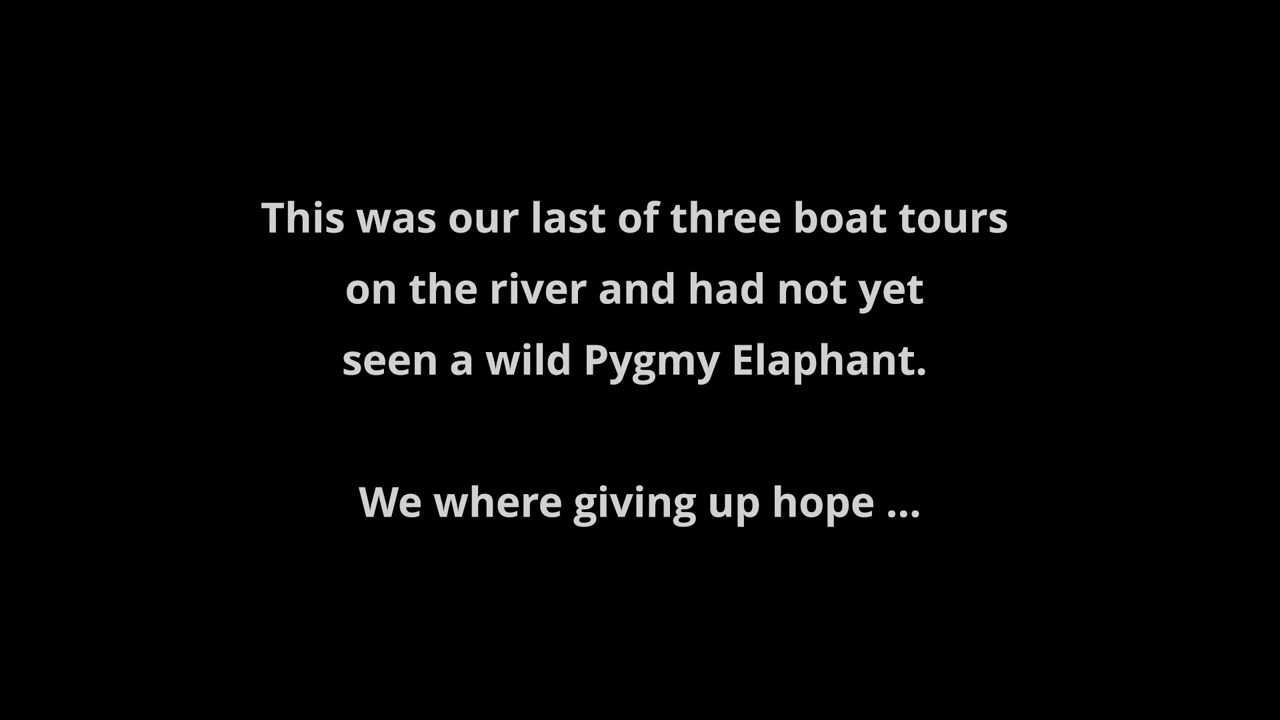 This was our last of three boat tours
on the river and had not yet
seen a wild Pygmy Elaphant.
We where giving up hope ...